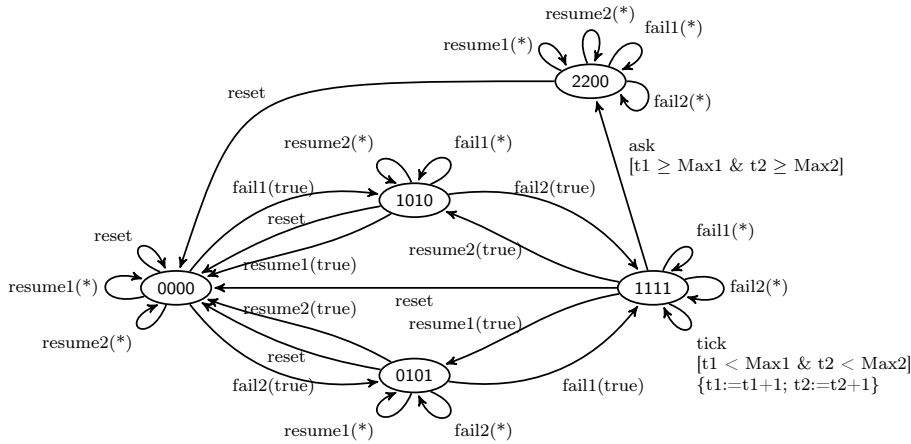 resume2(*)
fail1(*)
resume1(*)
2200
fail2(*)
reset
ask
[t1 ≥ Max1 & t2 ≥ Max2]
resume2(*)
fail1(*)
fail1(true)
1010
fail2(true)
reset
reset
resume1(true)
resume2(true)
fail1(*)
resume1(*)
0000
1111
fail2(*)
resume2(true)
reset
resume1(true)
resume2(*)
reset
tick
[t1 < Max1 & t2 < Max2]
{t1:=t1+1; t2:=t2+1}
fail2(true)
0101
fail1(true)
resume1(*)
fail2(*)